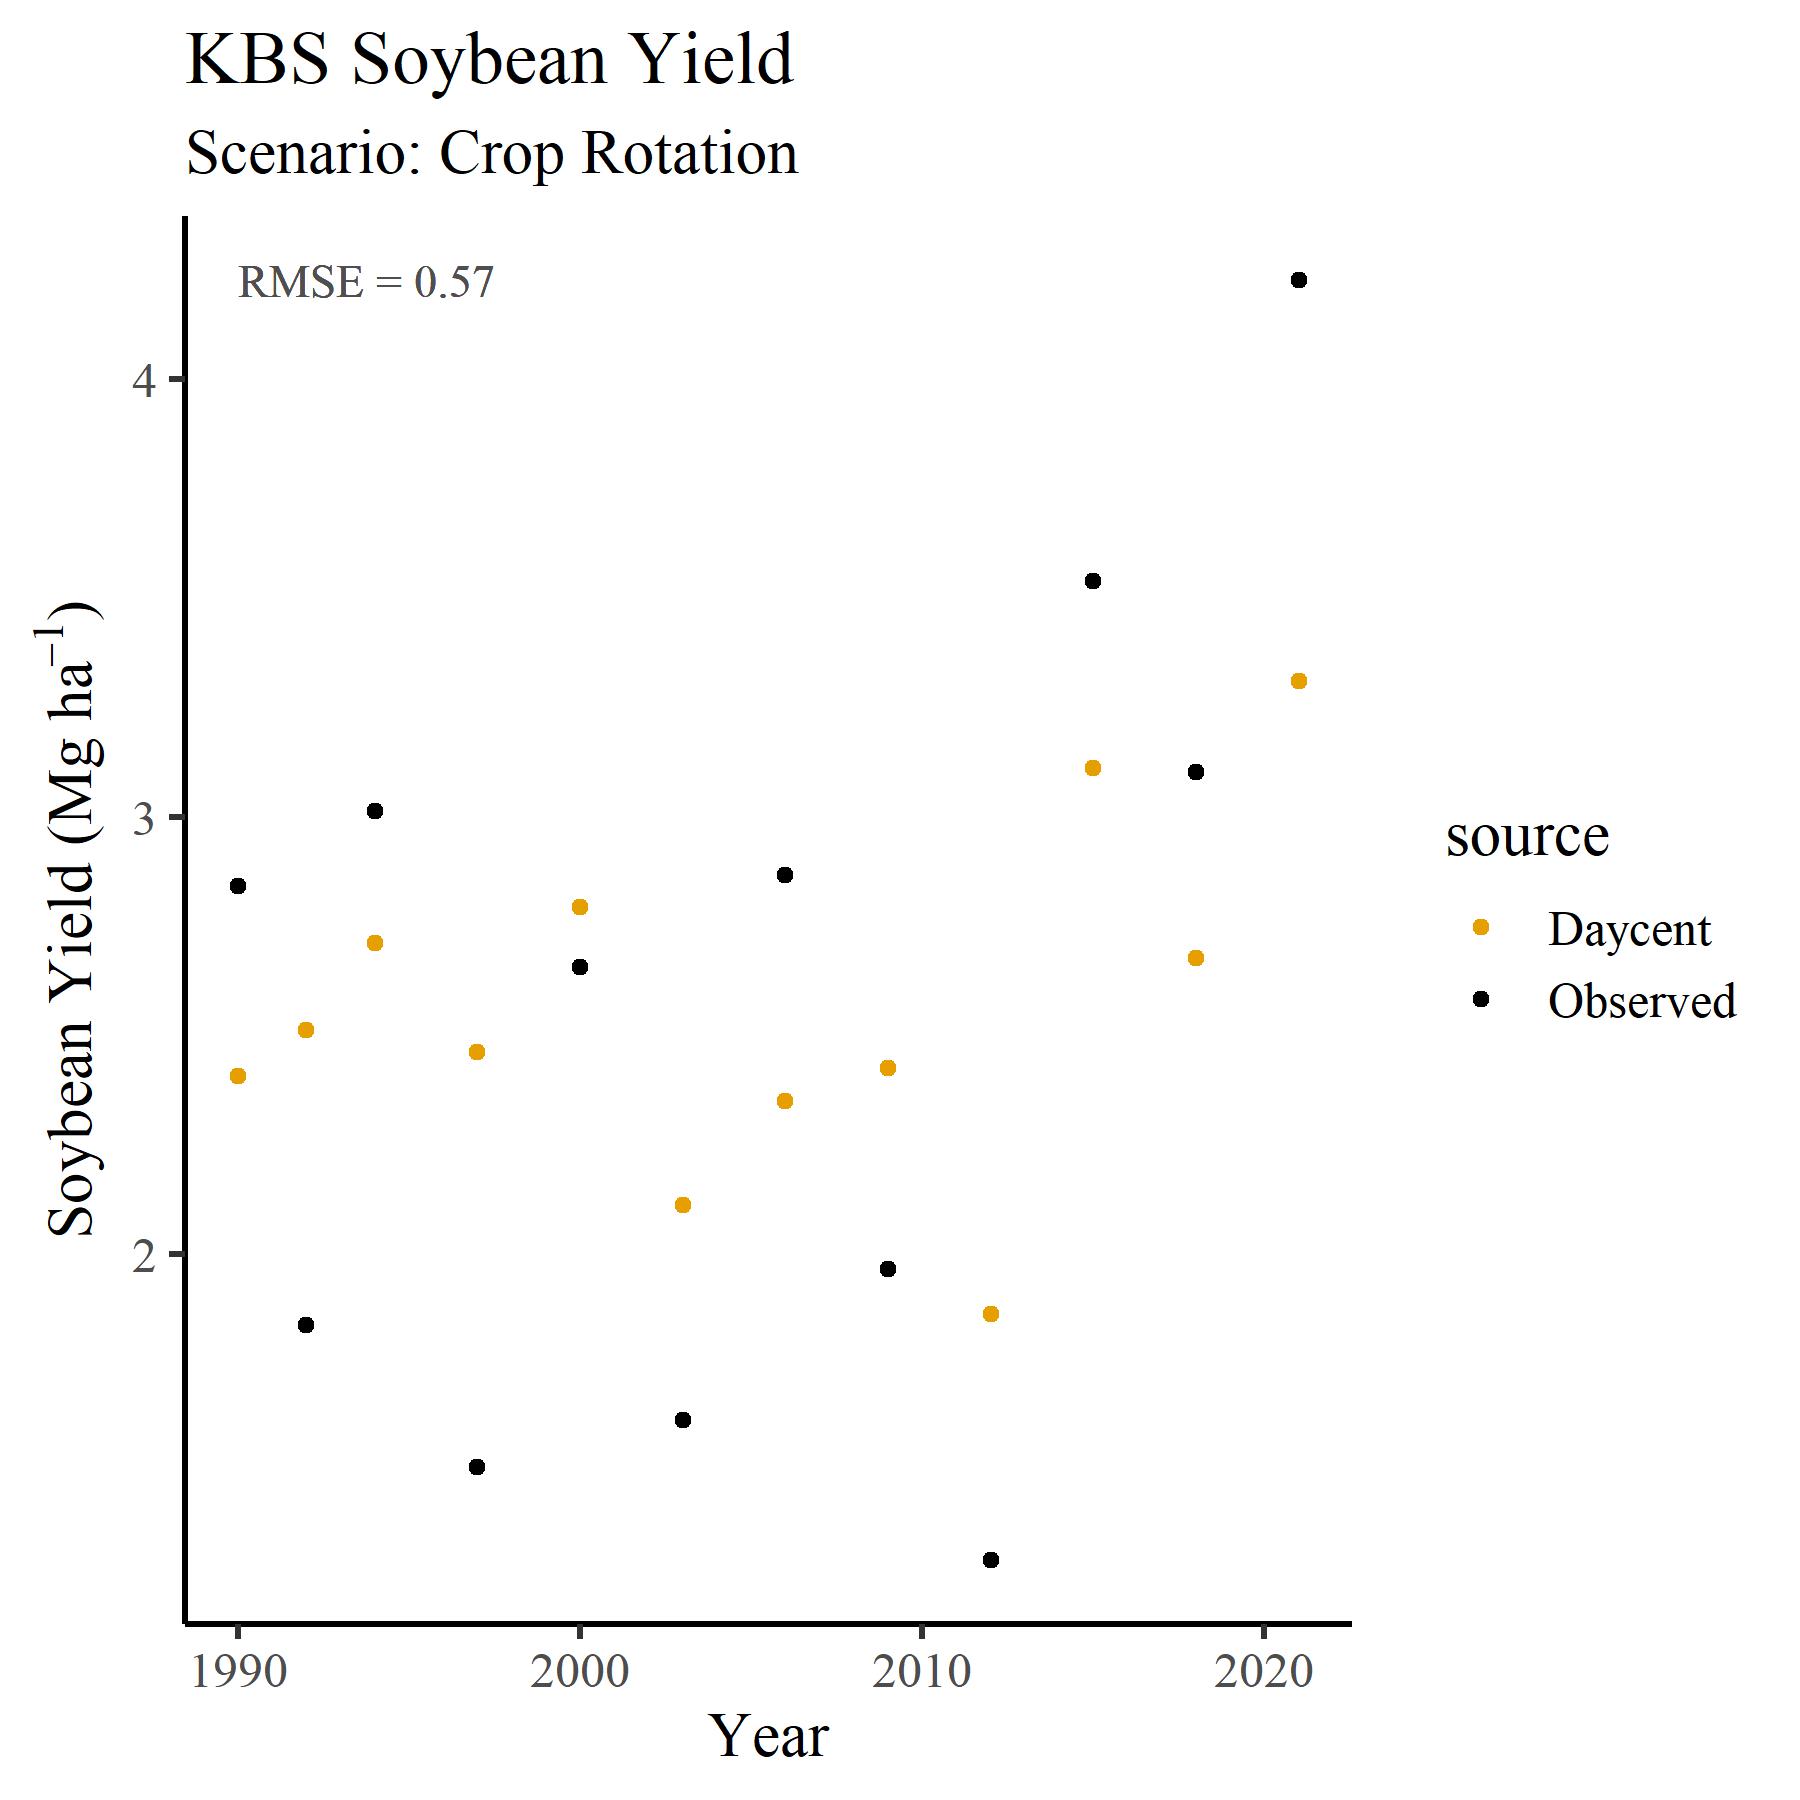 KBS Soybean Yield
Scenario: Crop Rotation
RMSE = 0.57
4
3
2
Soybean Yield (Mg ha⁻¹)
1990 2000 2010 2020
Year
source
Daycent
Observed